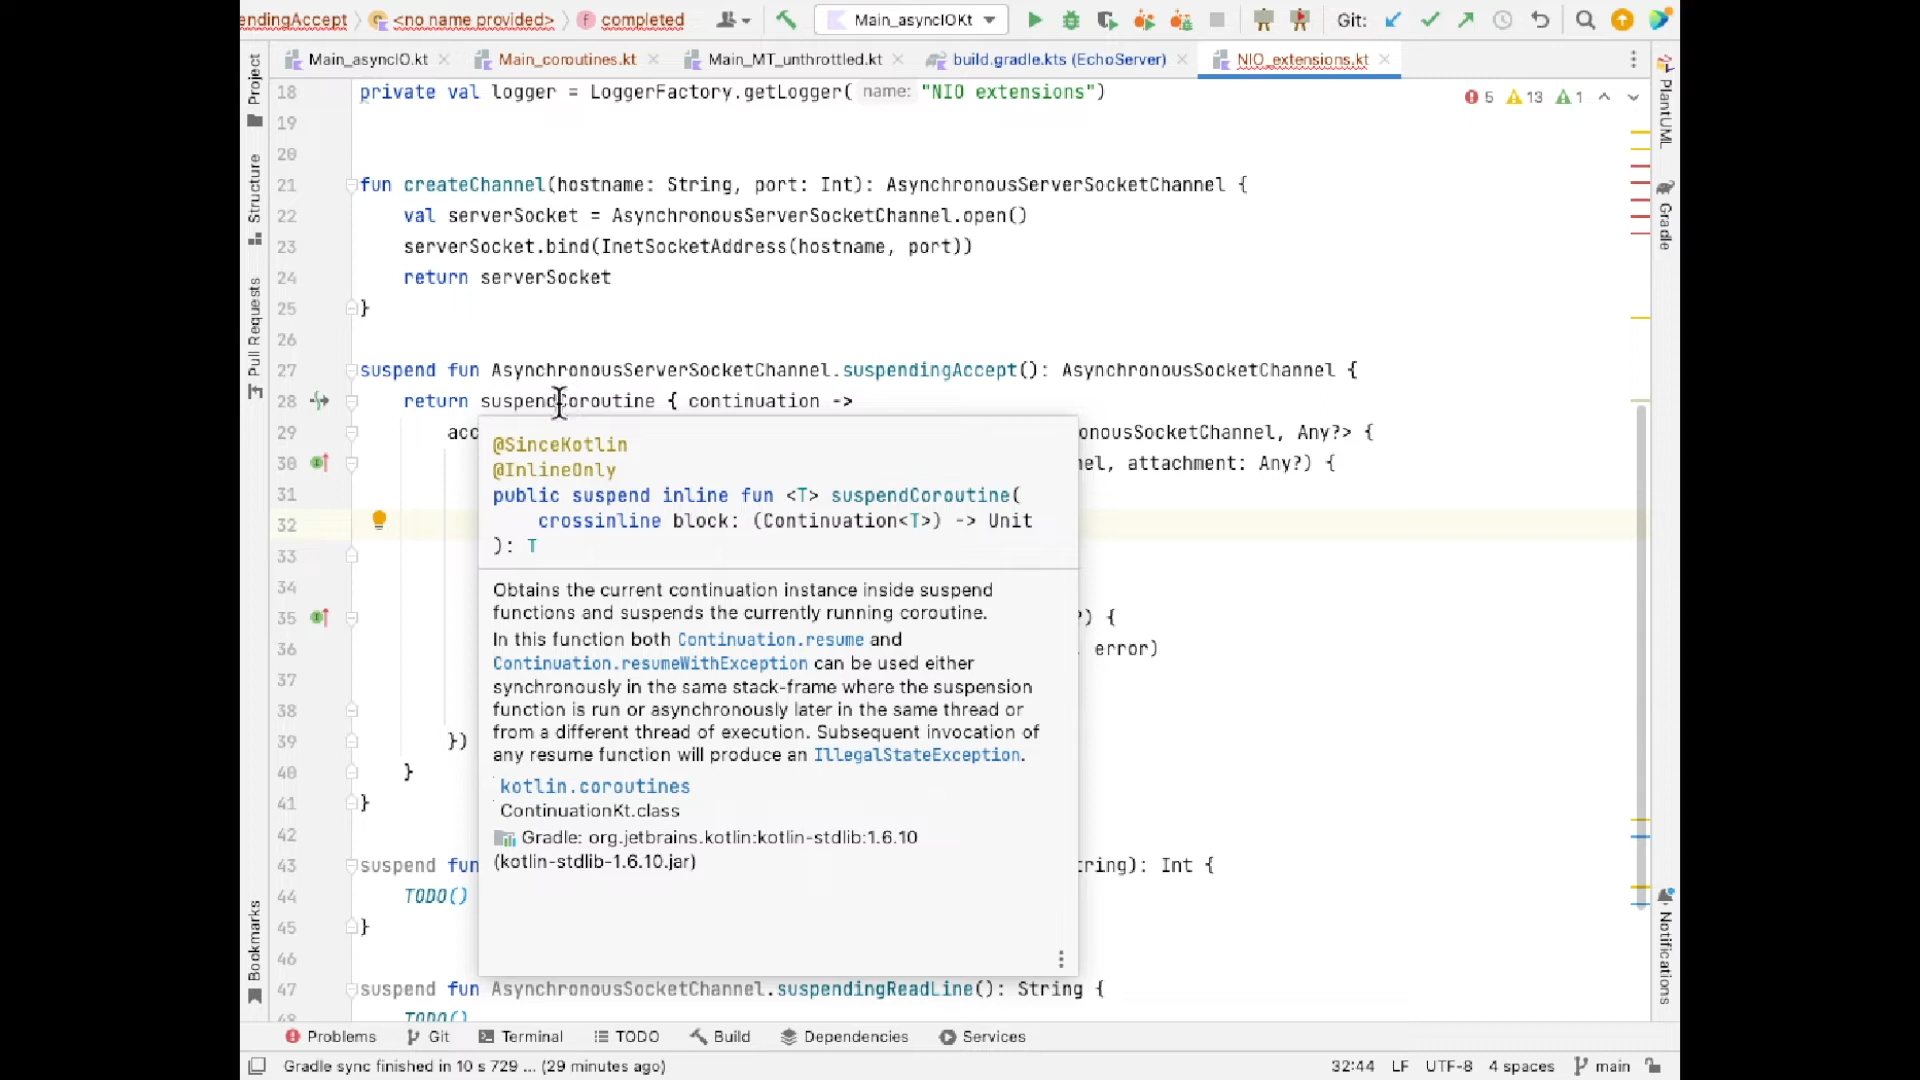 endingAccept <no name provided> f completed Main_asyncIOKt Git:
Main_asyncIO.kt Main_coroutines.kt Main_MT_unthrottled.kt build.gradle.kts (EchoServer) NIO_extensions.kt
Project
Structure
Pull Requests
Bookmarks
PlantUML
Gradle
Notifications
5 13 1
18 private val logger = LoggerFactory.getLogger( name: "NIO extensions")
19
20
21 fun createChannel(hostname: String, port: Int): AsynchronousServerSocketChannel {
22 val serverSocket = AsynchronousServerSocketChannel.open()
23 serverSocket.bind(InetSocketAddress(hostname, port))
24 return serverSocket
25 }
26
27 suspend fun AsynchronousServerSocketChannel.suspendingAccept(): AsynchronousSocketChannel {
28 return suspendCoroutine { continuation ->
29 acc onousSocketChannel, Any?> {
30 nel, attachment: Any?) {
31
32
33
34
35 ?) {
36 error)
37
38
39 })
40 }
41 }
42
43 suspend fun tring): Int {
44 TODO()
45 }
46
47 suspend fun AsynchronousSocketChannel.suspendingReadLine(): String {
48 TODO()
@SinceKotlin
@InlineOnly
public suspend inline fun <T> suspendCoroutine(
crossinline block: (Continuation<T>) -> Unit
): T
Obtains the current continuation instance inside suspend
functions and suspends the currently running coroutine.
In this function both Continuation.resume and
Continuation.resumeWithException can be used either
synchronously in the same stack-frame where the suspension
function is run or asynchronously later in the same thread or
from a different thread of execution. Subsequent invocation of
any resume function will produce an IllegalStateException.
kotlin.coroutines
ContinuationKt.class
Gradle: org.jetbrains.kotlin:kotlin-stdlib:1.6.10
(kotlin-stdlib-1.6.10.jar)
Problems Git Terminal TODO Build Dependencies Services
Gradle sync finished in 10 s 729 ... (29 minutes ago) 32:44 LF UTF-8 4 spaces main